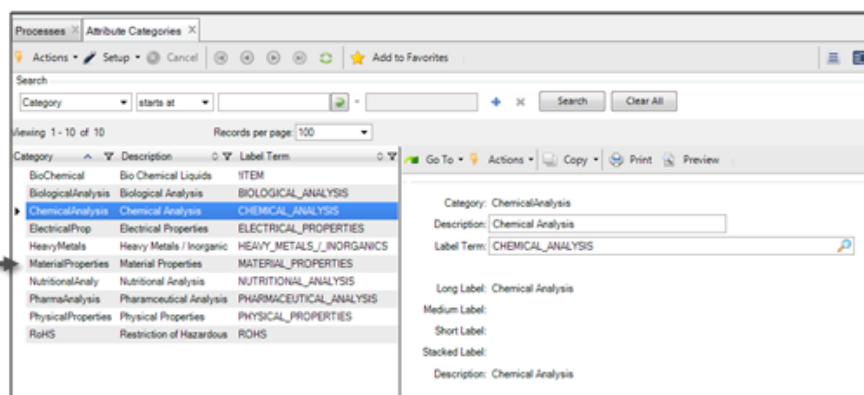 Processes Attribute Categories
Actions Setup Cancel Add to Favorites
Search
Category starts at - Search Clear All
Viewing 1 - 10 of 10 Records per page: 100
Category Description Label Term
BioChemical Bio Chemical Liquids !ITEM
BiologicalAnalysis Biological Analysis BIOLOGICAL_ANALYSIS
ChemicalAnalysis Chemical Analysis CHEMICAL_ANALYSIS
ElectricalProp Electrical Properties ELECTRICAL_PROPERTIES
HeavyMetals Heavy Metals / Inorganic HEAVY_METALS_/_INORGANICS
MaterialProperties Material Properties MATERIAL_PROPERTIES
NutritionalAnaly Nutritional Analysis NUTRITIONAL_ANALYSIS
PharmaAnalysis Pharamceutical Analysis PHARMACEUTICAL_ANALYSIS
PhysicalProperties Physical Properties PHYSICAL_PROPERTIES
RoHS Restriction of Hazardous ROHS
Go To Actions Copy Print Preview
Category: ChemicalAnalysis
Description: Chemical Analysis
Label Term: CHEMICAL_ANALYSIS
Long Label: Chemical Analysis
Medium Label:
Short Label:
Stacked Label:
Description: Chemical Analysis